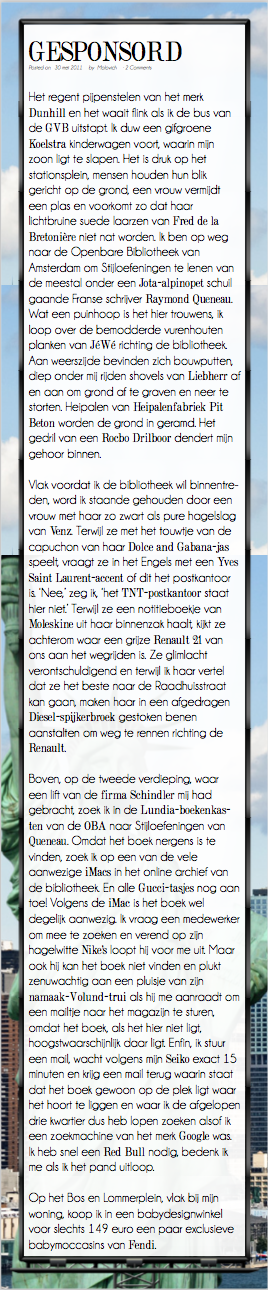 GESPONSORD
Posted on 30 mei 2022 by Molovich · 2 Comments
Het regent pijpenstelen van het merk
Dunhill en het waait flink als ik de bus van
de GVB uitstapt. Ik duw een gifgroene
Koelstra kinderwagen voort, waarin mijn
zoon ligt te slapen. Het is druk op het
stationsplein, mensen houden hun blik
gericht op de grond, een vrouw vermijdt
een plas en voorkomt zo dat haar
lichtbruine suede laarzen van Fred de la
Bretonière niet nat worden. Ik ben op weg
naar de Openbare Bibliotheek van
Amsterdam om Stijloefeningen te lenen van
de meestal onder een Jota-alpinopet schuil
gaande Franse schrijver Raymond Queneau.
Wat een puinhoop is het hier trouwens, ik
loop over de bemodderde vurenhouten
planken van JéWé richting de bibliotheek.
Aan weerszijde bevinden zich bouwputten,
diep onder mij rijden shovels van Liebherr af
en aan om grond af te graven en neer te
storten. Heipalen van Heipalenfabriek Pit
Beton worden de grond in geramd. Het
gedril van een Rocbo Drilboor dendert mijn
gehoor binnen.
Vlak voordat ik de bibliotheek wil binnentre-
den, word ik staande gehouden door een
vrouw met haar zo zwart als pure hagelslag
van Venz. Terwijl ze met het touwtje van de
capuchon van haar Dolce and Gabana-jas
speelt, vraagt ze in het Engels met een Yves
Saint Laurent-accent of dit het postkantoor
is. 'Nee,' zeg ik, 'het TNT-postkantoor staat
hier niet.' Terwijl ze een notitieboekje van
Moleskine uit haar binnenzak haalt, kijkt ze
achterom waar een grijze Renault 21 van
ons aan het wegrijden is. Ze glimlacht
verontschuldigend en terwijl ik haar vertel
dat ze het beste naar de Raadhuisstraat
kan gaan, maken haar in een afgedragen
Diesel-spijkerbroek gestoken benen
aanstalten om weg te rennen richting de
Renault.
Boven, op de tweede verdieping, waar
een lift van de firma Schindler mij had
gebracht, zoek ik in de Lundia-boekenkas-
ten van de OBA naar Stijloefeningen van
Queneau. Omdat het boek nergens is te
vinden, zoek ik op een van de vele
aanwezige iMacs in het online archief van
de bibliotheek. En alle Gucci-tasjes nog aan
toe! Volgens de iMac is het boek wel
degelijk aanwezig. Ik vraag een medewerker
om mee te zoeken en verend op zijn
hagelwitte Nike's loopt hij voor me uit. Maar
ook hij kan het boek niet vinden en plukt
zenuwachtig aan een pluisje van zijn
namaak-Volund-trui als hij me aanraadt om
een mailtje naar het magazijn te sturen,
omdat het boek, als het hier niet ligt,
hoogstwaarschijnlijk daar ligt. Enfin, ik stuur
een mail, wacht volgens mijn Seiko exact 15
minuten en krijg een mail terug waarin staat
dat het boek gewoon op de plek ligt waar
het hoort te liggen en waar ik de afgelopen
drie kwartier dus heb lopen zoeken alsof ik
een zoekmachine van het merk Google was.
Ik heb snel een Red Bull nodig, bedenk ik
me als ik het pand uitloop.
Op het Bos en Lommerplein, vlak bij mijn
woning, koop ik in een babydesignwinkel
voor slechts 149 euro een paar exclusieve
babymoccasins van Fendi.